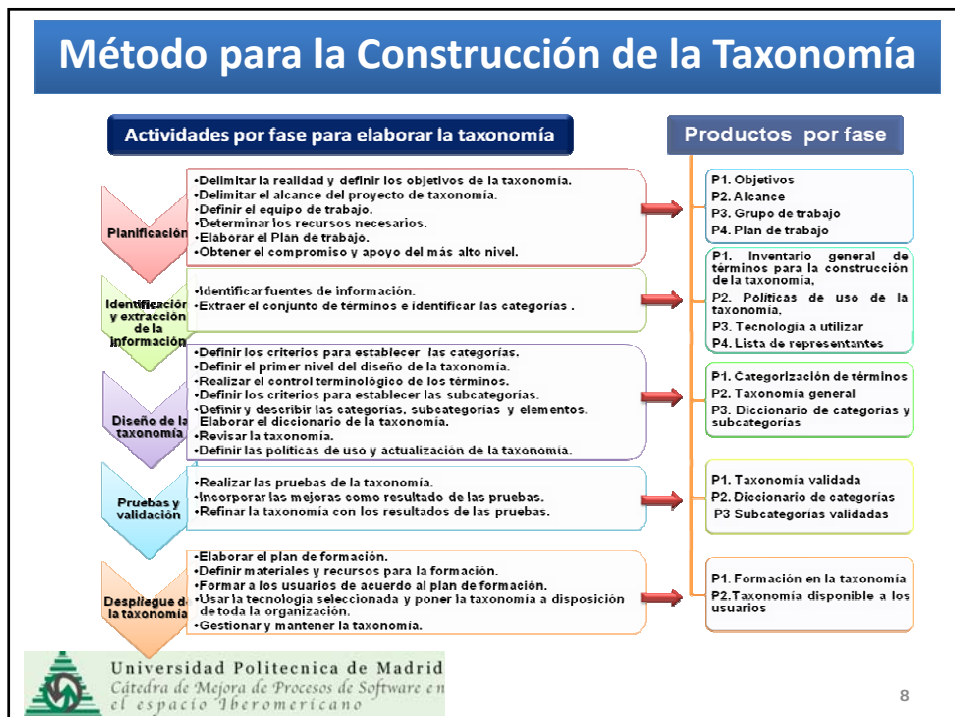 Método para la Construcción de la Taxonomía
Actividades por fase para elaborar la taxonomía
Productos por fase
Planificación
•Delimitar la realidad y definir los objetivos de la taxonomía.
•Delimitar el alcance del proyecto de taxonomía.
•Definir el equipo de trabajo.
•Determinar los recursos necesarios.
•Elaborar el Plan de trabajo.
•Obtener el compromiso y apoyo del más alto nivel.
P1. Objetivos
P2. Alcance
P3. Grupo de trabajo
P4. Plan de trabajo
Identificación
y extracción
de la
información
•Identificar fuentes de información.
•Extraer el conjunto de términos e identificar las categorías .
P1. Inventario general de
términos para la construcción
de la taxonomía,
P2. Políticas de uso de la
taxonomía,
P3. Tecnología a utilizar
P4. Lista de representantes
Diseño de la
taxonomía
•Definir los criterios para establecer las categorías.
•Definir el primer nivel del diseño de la taxonomía.
•Realizar el control terminológico de los términos.
•Definir los criterios para establecer las subcategorías.
•Definir y describir las categorías, subcategorías y elementos.
Elaborar el diccionario de la taxonomía.
•Revisar la taxonomía.
•Definir las políticas de uso y actualización de la taxonomía.
P1. Categorización de términos
P2. Taxonomía general
P3. Diccionario de categorías y
subcategorías
Pruebas y
validación
•Realizar las pruebas de la taxonomía.
•Incorporar las mejoras como resultado de las pruebas.
•Refinar la taxonomía con los resultados de las pruebas.
P1. Taxonomía validada
P2. Diccionario de categorías
P3 Subcategorías validadas
Despliegue de
la taxonomía
•Elaborar el plan de formación.
•Definir materiales y recursos para la formación.
•Formar a los usuarios de acuerdo al plan de formación.
•Usar la tecnología seleccionada y poner la taxonomía a disposición
de toda la organización.
•Gestionar y mantener la taxonomía.
P1. Formación en la taxonomía
P2.Taxonomía disponible a los
usuarios
Universidad Politecnica de Madrid
Cátedra de Mejora de Procesos de Software en
el espacio Iberomericano
8